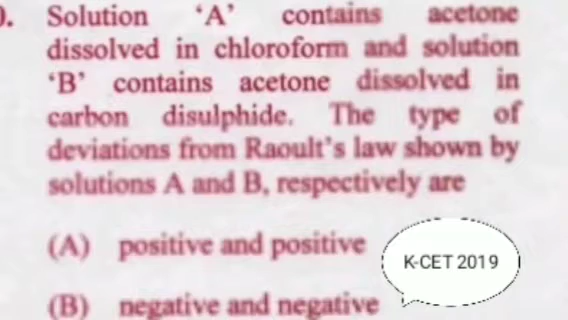 ). Solution ‘A’ contains acetone
dissolved in chloroform and solution
‘B’ contains acetone dissolved in
carbon disulphide. The type of
deviations from Raoult’s law shown by
solutions A and B, respectively are
(A) positive and positive
K-CET 2019
(B) negative and negative